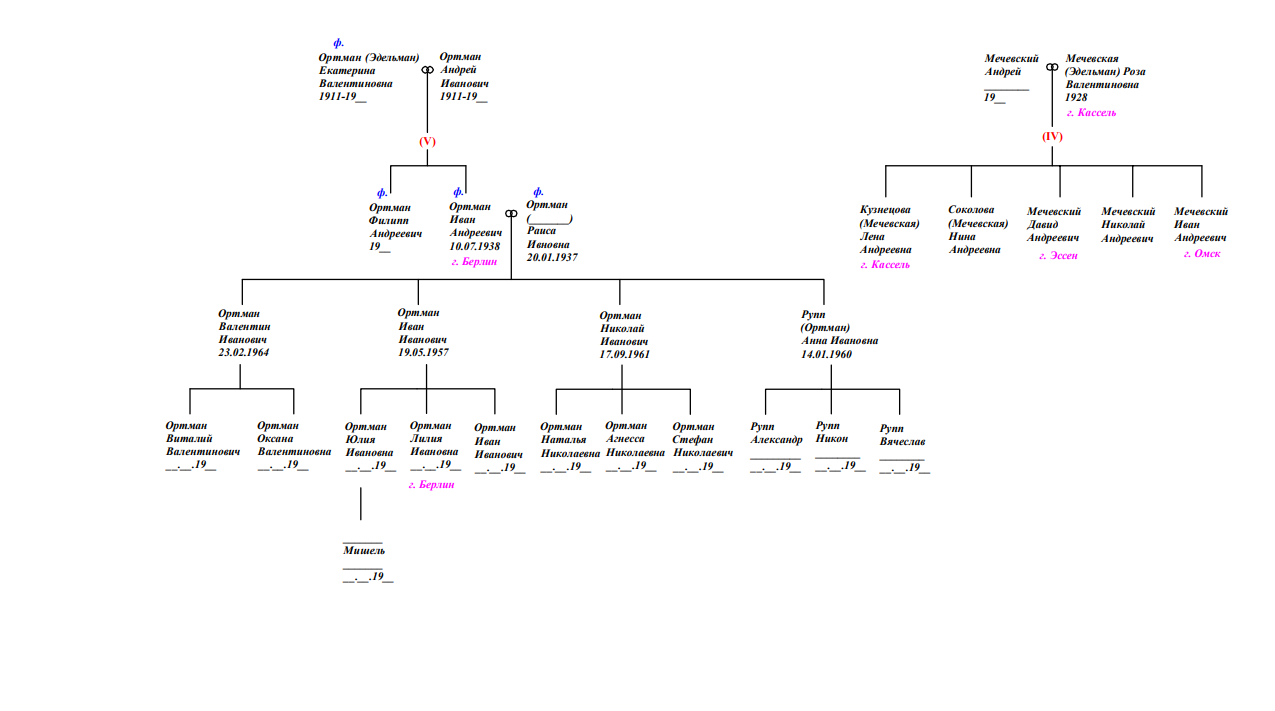 ф.
Ортман (Эдельман)
Екатерина
Валентиновна
1911-19__
Ортман
Андрей
Иванович
1911-19__
(V)
Мечевский
Андрей
________
19__
Мечевская
(Эдельман) Роза
Валентиновна
1928
г. Кассель
(IV)
ф.
Ортман
Филипп
Андреевич
19__
ф.
Ортман
Иван
Андреевич
10.07.1938
г. Берлин
ф.
Ортман
(_______)
Раиса
Ивновна
20.01.1937
Кузнецова
(Мечевская)
Лена
Андреевна
г. Кассель
Соколова
(Мечевская)
Нина
Андреевна
Мечевский
Давид
Андреевич
г. Эссен
Мечевский
Николай
Андреевич
Мечевский
Иван
Андреевич
г. Омск
Ортман
Валентин
Иванович
23.02.1964
Ортман
Иван
Иванович
19.05.1957
Ортман
Николай
Иванович
17.09.1961
Рупп
(Ортман)
Анна Ивановна
14.01.1960
Ортман
Виталий
Валентинович
__.__.19__
Ортман
Оксана
Валентиновна
__.__.19__
Ортман
Юлия
Ивановна
__.__.19__
Ортман
Лилия
Ивановна
__.__.19__
г. Берлин
Ортман
Иван
Иванович
__.__.19__
Ортман
Наталья
Николаевна
__.__.19__
Ортман
Агнесса
Николаевна
__.__.19__
Ортман
Стефан
Николаевич
__.__.19__
Рупп
Александр
_________
__.__.19__
Рупп
Никон
________
__.__.19__
Рупп
Вячеслав
________
__.__.19__
_______
Мишель
_______
__.__.19__